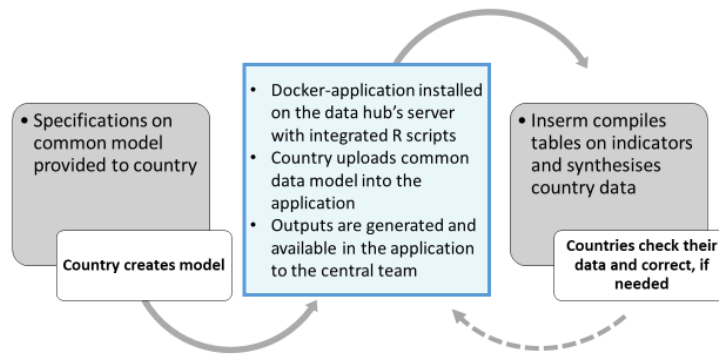 • Specifications on
common model
provided to country
Country creates model
• Docker-application installed
on the data hub's server
with integrated R scripts
• Country uploads common
data model into the
application
• Outputs are generated and
available in the application
to the central team
• Inserm compiles
tables on indicators
and synthesises
country data
Countries check their
data and correct, if
needed